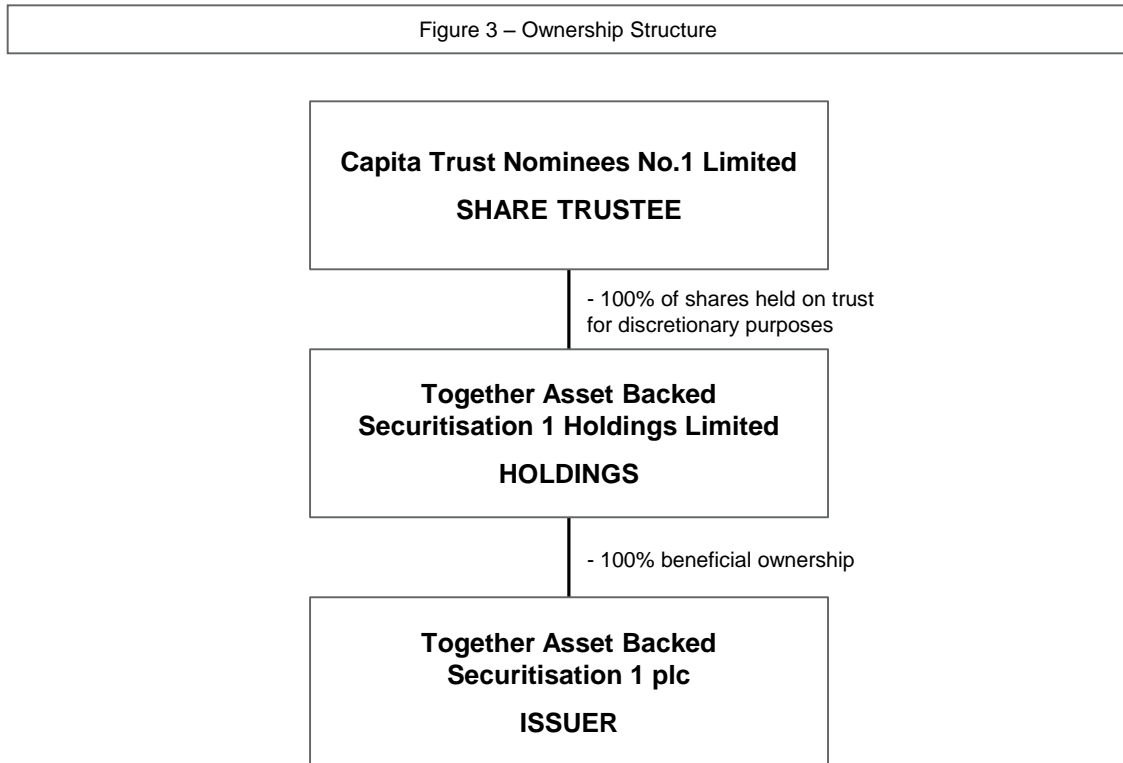 Figure 3 – Ownership Structure
Capita Trust Nominees No.1 Limited
SHARE TRUSTEE
- 100% of shares held on trust
for discretionary purposes
Together Asset Backed
Securitisation 1 Holdings Limited
HOLDINGS
- 100% beneficial ownership
Together Asset Backed
Securitisation 1 plc
ISSUER